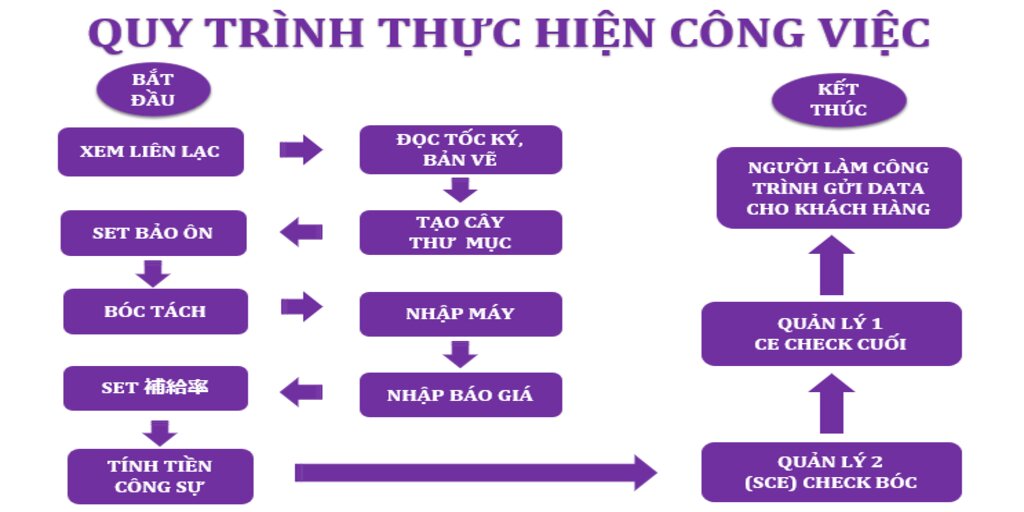 QUY TRÌNH THỰC HIỆN CÔNG VIỆC
BẮT
ĐẦU
XEM LIÊN LẠC
ĐỌC TỐC KÝ,
BẢN VẼ
TẠO CÂY
THƯ MỤC
SET BẢO ÔN
BÓC TÁCH
NHẬP MÁY
NHẬP BÁO GIÁ
SET 補給率
TÍNH TIỀN
CÔNG SỰ
QUẢN LÝ 2
(SCE) CHECK BÓC
QUẢN LÝ 1
CE CHECK CUỐI
NGƯỜI LÀM CÔNG
TRÌNH GỬI DATA
CHO KHÁCH HÀNG
KẾT
THÚC